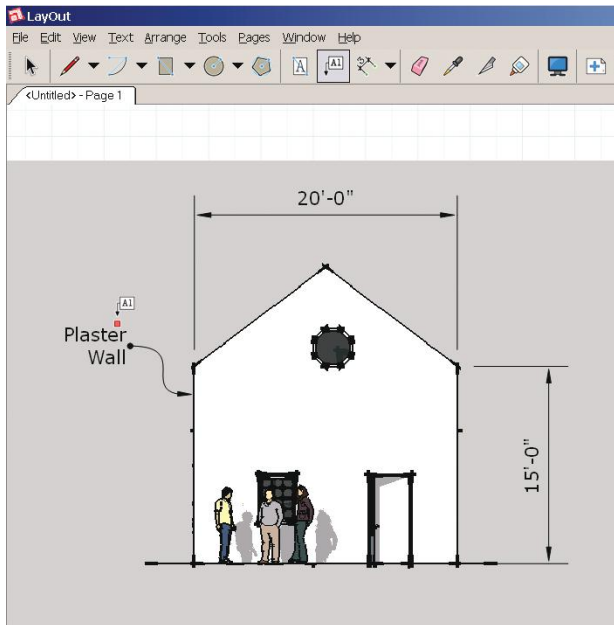 LayOut
File Edit View Text Arrange Tools Pages Window Help
A A1
<Untitled> - Page 1
20'-0"
A1
Plaster
Wall
15'-0"